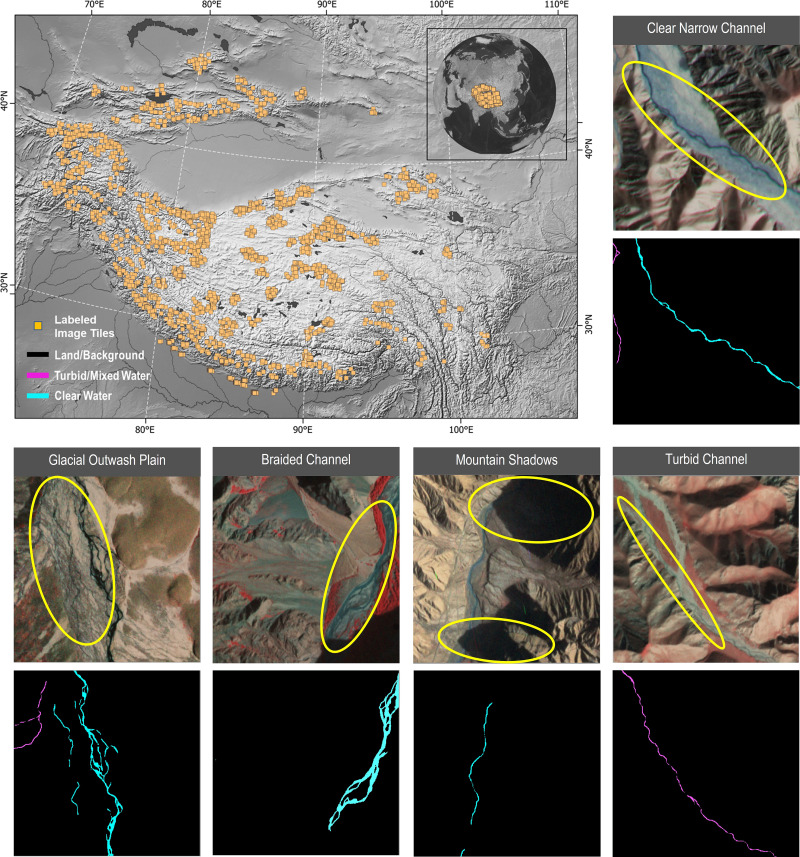 70°E
80°E
90°E
100°E
110°E
Clear Narrow Channel
40°N
40°N
30°N
30°N
Labeled
Image Tiles
Land/Background
Turbid/Mixed Water
Clear Water
80°E
90°E
100°E
Glacial Outwash Plain
Braided Channel
Mountain Shadows
Turbid Channel